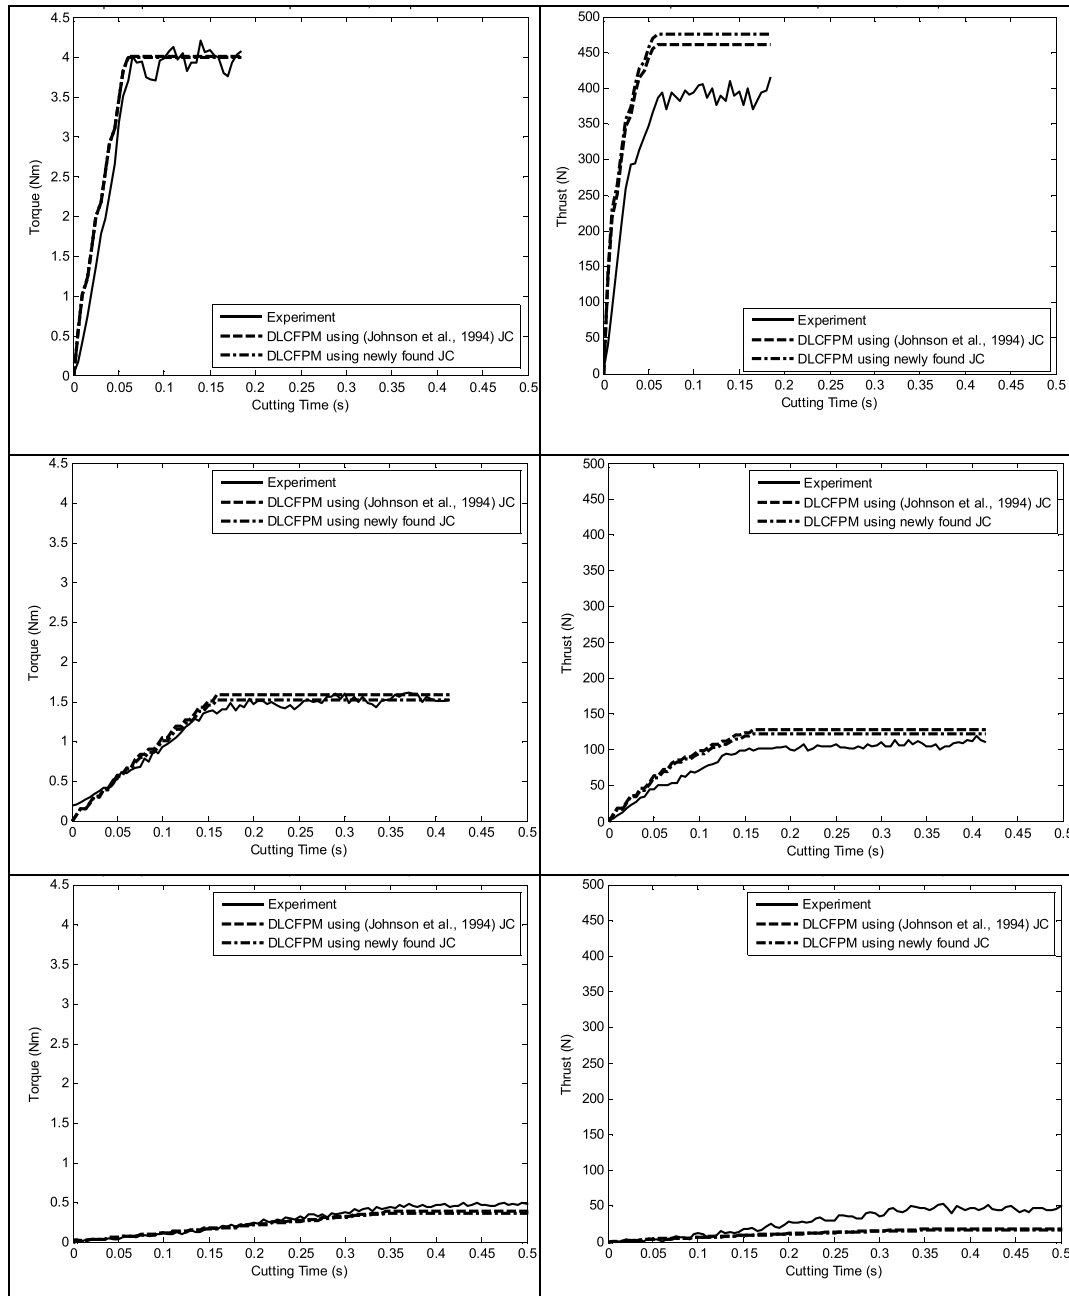 4.5
4
3.5
3
2.5
2
1.5
1
0.5
0
Torque (Nm)
Experiment
DLCFPM using (Johnson et al., 1994) JC
DLCFPM using newly found JC
0 0.05 0.1 0.15 0.2 0.25 0.3 0.35 0.4 0.45 0.5
Cutting Time (s)
500
450
400
350
300
250
200
150
100
50
0
Thrust (N)
Experiment
DLCFPM using (Johnson et al., 1994) JC
DLCFPM using newly found JC
0 0.05 0.1 0.15 0.2 0.25 0.3 0.35 0.4 0.45 0.5
Cutting Time (s)
4.5
4
3.5
3
2.5
2
1.5
1
0.5
0
Torque (Nm)
Experiment
DLCFPM using (Johnson et al., 1994) JC
DLCFPM using newly found JC
0 0.05 0.1 0.15 0.2 0.25 0.3 0.35 0.4 0.45 0.5
Cutting Time (s)
500
450
400
350
300
250
200
150
100
50
0
Thrust (N)
Experiment
DLCFPM using (Johnson et al., 1994) JC
DLCFPM using newly found JC
0 0.05 0.1 0.15 0.2 0.25 0.3 0.35 0.4 0.45 0.5
Cutting Time (s)
4.5
4
3.5
3
2.5
2
1.5
1
0.5
0
Torque (Nm)
Experiment
DLCFPM using (Johnson et al., 1994) JC
DLCFPM using newly found JC
0 0.05 0.1 0.15 0.2 0.25 0.3 0.35 0.4 0.45 0.5
Cutting Time (s)
500
450
400
350
300
250
200
150
100
50
0
Thrust (N)
Experiment
DLCFPM using (Johnson et al., 1994) JC
DLCFPM using newly found JC
0 0.05 0.1 0.15 0.2 0.25 0.3 0.35 0.4 0.45 0.5
Cutting Time (s)